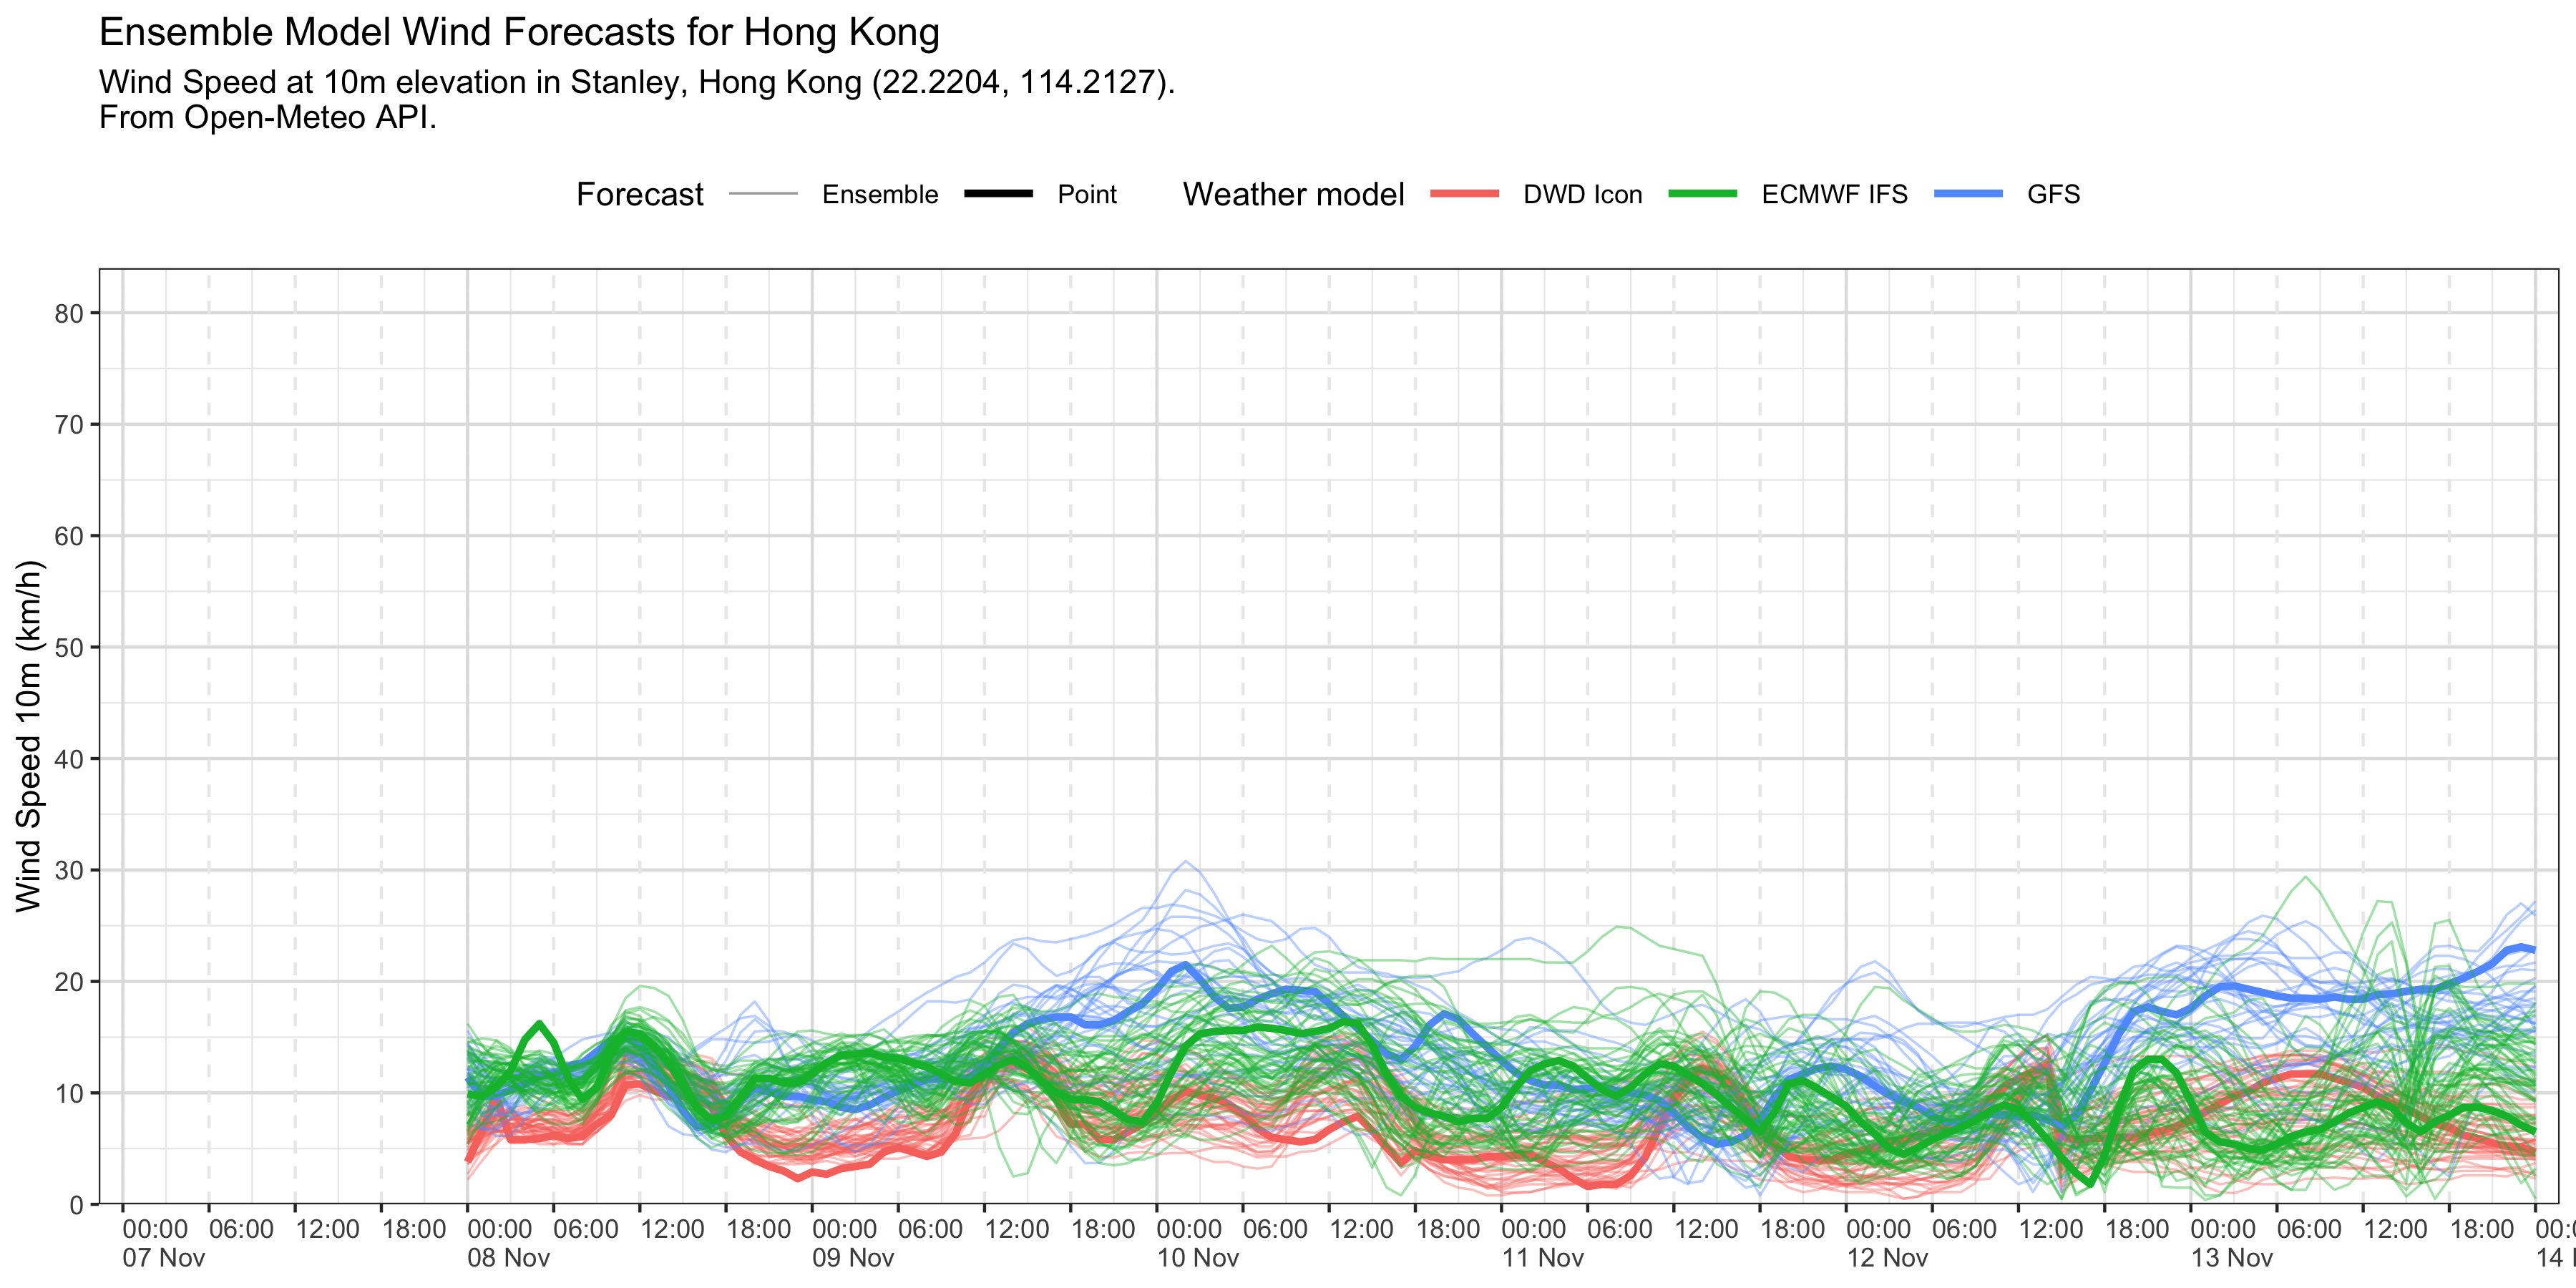 Ensemble Model Wind Forecasts for Hong Kong
Wind Speed at 10m elevation in Stanley, Hong Kong (22.2204, 114.2127).
From Open-Meteo API.
Forecast Ensemble Point Weather model DWD Icon ECMWF IFS GFS
Wind Speed 10m (km/h)
80
70
60
50
40
30
20
10
0
00:00 06:00 12:00 18:00 00:00 06:00 12:00 18:00 00:00 06:00 12:00 18:00 00:00 06:00 12:00 18:00 00:00 06:00 12:00 18:00 00:00 06:00 12:00 18:00 00:00 06:00 12:00 18:00
07 Nov 08 Nov 09 Nov 10 Nov 11 Nov 12 Nov 13 Nov 14